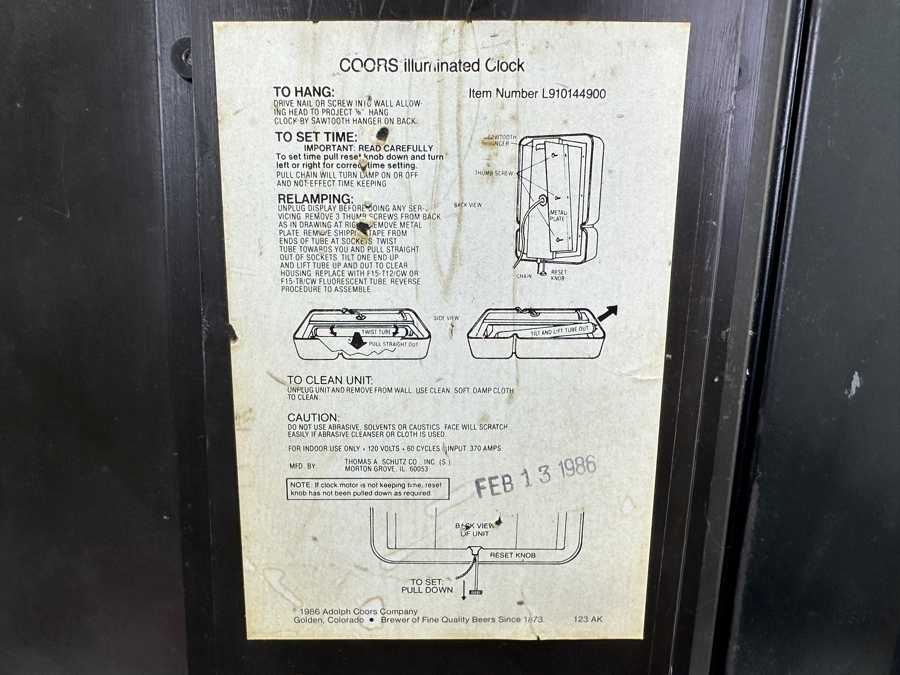 COORS illuminated Clock
Item Number L910144900
TO HANG:
DRIVE NAIL OR SCREW INTO WALL ALLOW-
ING HEAD TO PROJECT HANG
CLOCK BY SAWTOOTH HANGER ON BACK.
TO SET TIME:
IMPORTANT: READ CAREFULLY
To set time pull reset knob down and turn
left or right for correct time setting.
PULL CHAIN WILL TURN LAMP ON OR OFF
AND NOT EFFECT TIME KEEPING
RELAMPING:
UNPLUG DISPLAY BEFORE DOING ANY SER-
VICING. REMOVE 3 THUMB SCREWS FROM BACK
AS IN DRAWING AT RIGHT. REMOVE METAL
PLATE. REMOVE SHIPPING TAPE FROM
ENDS OF TUBE AT SOCKETS. TWIST
TUBE TOWARDS YOU AND PULL STRAIGHT
OUT OF SOCKETS. TILT ONE END UP
AND LIFT TUBE UP AND OUT TO CLEAR
HOUSING. REPLACE WITH F15-T12/CW OR
F15-T8/CW FLUORESCENT TUBE. REVERSE
PROCEDURE TO ASSEMBLE.
SAWTOOTH
HANGER
THUMB SCREW
BACK VIEW
METAL
PLATE
CHAIN
RESET
KNOB
SIDE VIEW
TWIST TUBE
PULL STRAIGHT OUT
TILT AND LIFT TUBE OUT
TO CLEAN UNIT:
UNPLUG UNIT AND REMOVE FROM WALL. USE CLEAN SOFT DAMP CLOTH
TO CLEAN.
CAUTION:
DO NOT USE ABRASIVE, SOLVENTS OR CAUSTICS. FACE WILL SCRATCH
EASILY IF ABRASIVE CLEANSER OR CLOTH IS USED.
FOR INDOOR USE ONLY • 120 VOLTS • 60 CYCLES INPUT .370 AMPS
MFD. BY: THOMAS A. SCHUTZ CO., INC. (S.)
MORTON GROVE, IL. 60053
NOTE: If clock motor is not keeping time, reset
knob has not been pulled down as required.
FEB 13 1986
BACK VIEW
OF UNIT
RESET KNOB
TO SET:
PULL DOWN
© 1986 Adolph Coors Company
Golden, Colorado • Brewer of Fine Quality Beers Since 1873. 123 AK